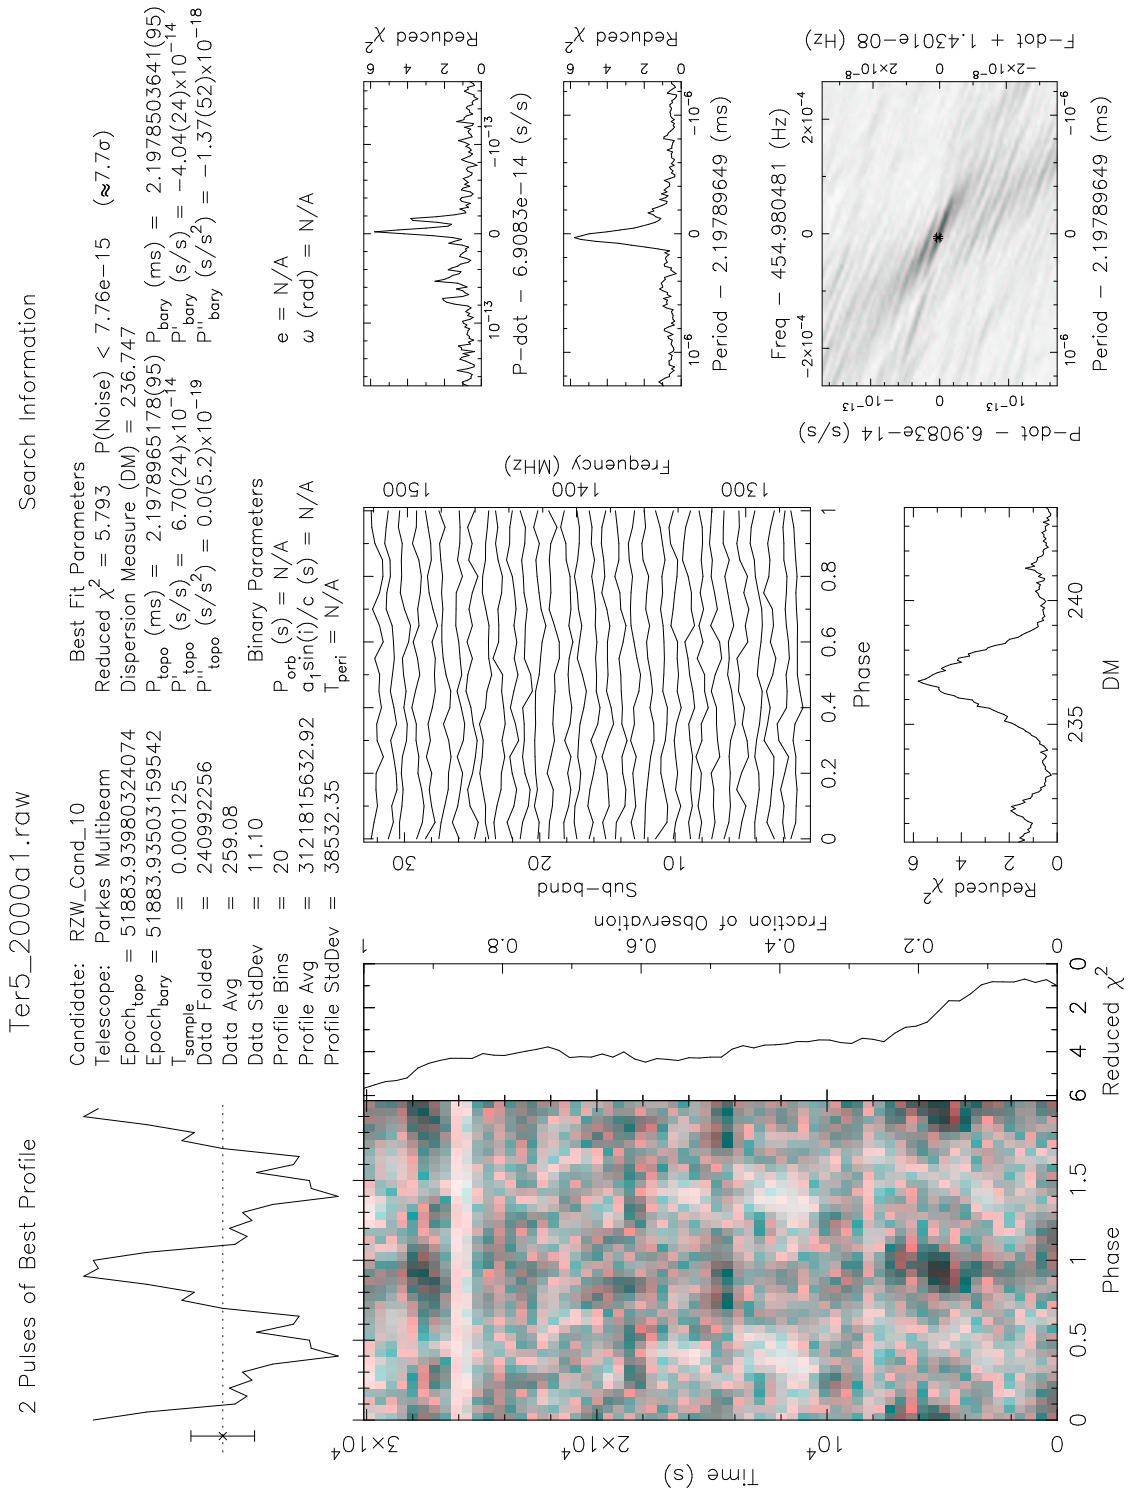 2 Pulses of Best Profile
Ter5_2000a1.raw
Search Information
Candidate: RZW_Cand_10
Telescope: Parkes Multibeam
Epoch_topo = 51883.939803240​74
Epoch_bary = 51883.93503159542
T_sample = 0.000125
Data Folded = 240992256
Data Avg = 259.08
Data StdDev = 11.10
Profile Bins = 20
Profile Avg = 3121815632.92
Profile StdDev = 38532.35
Best Fit Parameters
Reduced χ² = 5.793 P(Noise) < 7.76e−15 (≈7.7σ)
Dispersion Measure (DM) = 236.747
P_topo (ms) = 2.1978965178(95) P_bary (ms) = 2.1978503641(95)
P'_topo (s/s) = 6.70(24)x10⁻¹⁴ P'_bary (s/s) = −4.04(24)x10⁻¹⁴
P''_topo (s/s²) = 0.0(5.2)x10⁻¹⁹ P''_bary (s/s²) = −1.37(52)x10⁻¹⁸
Binary Parameters
P_orb (s) = N/A e = N/A
a₁sin(i)/c (s) = N/A ω (rad) = N/A
T_peri = N/A
Time (s)
0 10⁴ 2×10⁴ 3×10⁴
Phase
0 0.5 1 1.5
Reduced χ²
6 4 2 0
Fraction of Observation
0 0.2 0.4 0.6 0.8 1
Sub−band
10 20 30
Phase
0 0.2 0.4 0.6 0.8 1
Frequency (MHz)
1300 1400 1500
Reduced χ²
0 2 4 6
DM
235 240
Reduced χ²
0 2 4 6
P−dot − 6.9083e−14 (s/s)
10⁻¹³ 0 −10⁻¹³
Reduced χ²
0 2 4 6
Period − 2.19789649 (ms)
10⁻⁶ 0 −10⁻⁶
Freq − 454.980481 (Hz)
−2×10⁻⁴ 0 2×10⁻⁴
P−dot − 6.9083e−14 (s/s)
−10⁻¹³ 0 10⁻¹³
F−dot + 1.4301e−08 (Hz)
2×10⁻⁸ 0 −2×10⁻⁸
Period − 2.19789649 (ms)
10⁻⁶ 0 −10⁻⁶